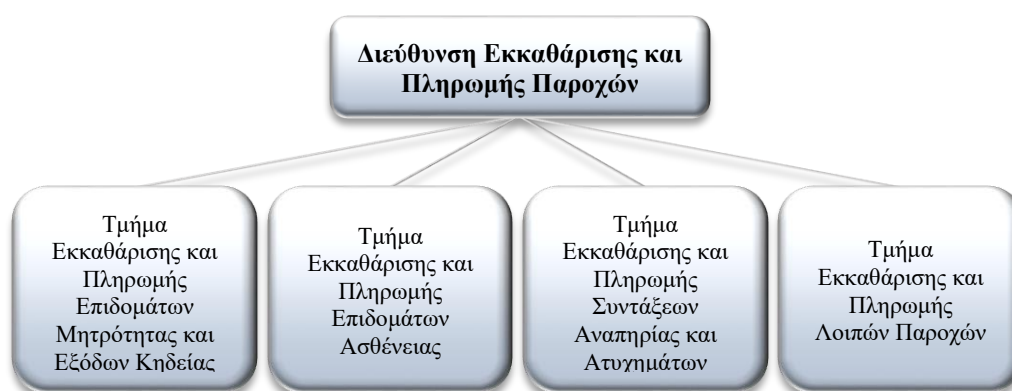 Διεύθυνση Εκκαθάρισης και
Πληρωμής Παροχών
Τμήμα
Εκκαθάρισης και
Πληρωμής
Επιδομάτων
Μητρότητας και
Εξόδων Κηδείας
Τμήμα
Εκκαθάρισης και
Πληρωμής
Επιδομάτων
Ασθένειας
Τμήμα
Εκκαθάρισης και
Πληρωμής
Συντάξεων
Αναπηρίας και
Ατυχημάτων
Τμήμα
Εκκαθάρισης και
Πληρωμής
Λοιπών Παροχών